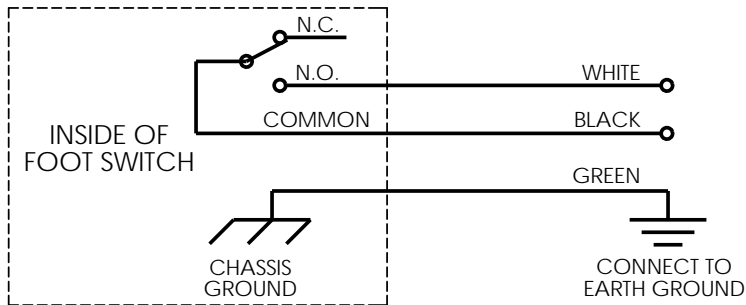 N.C.
N.O.
WHITE
COMMON
BLACK
INSIDE OF
FOOT SWITCH
GREEN
CHASSIS
GROUND
CONNECT TO
EARTH GROUND